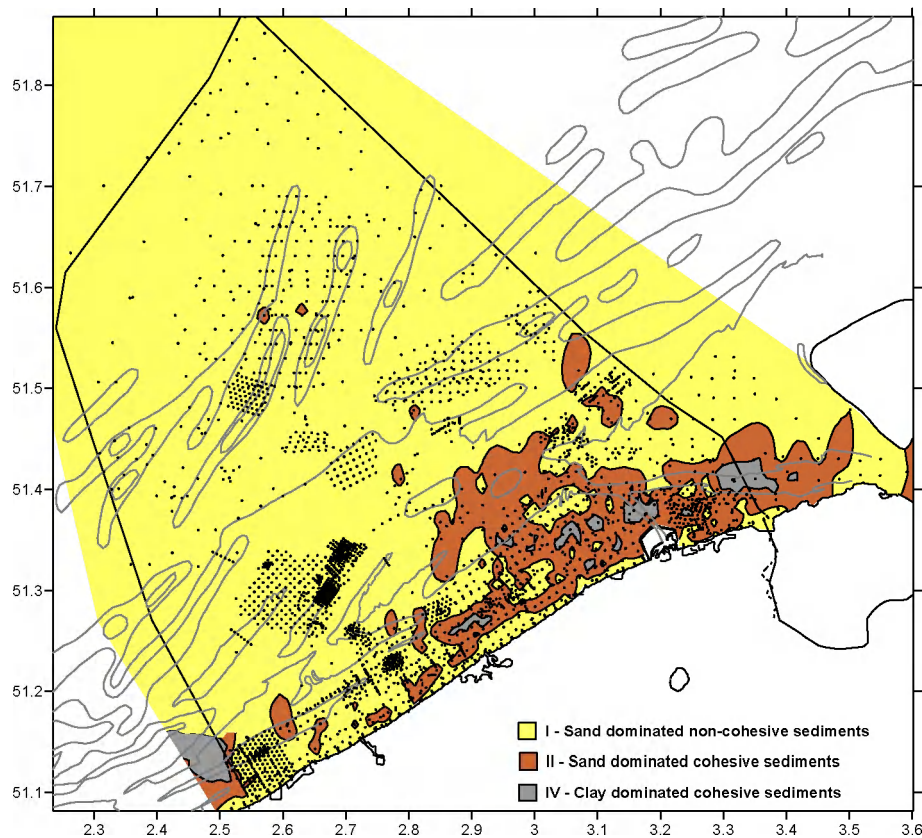 51.8
51.7
51.6
51.5
51.4
51.3
51.2
51.1
I - Sand dominated non-cohesive sediments
II - Sand dominated cohesive sediments
IV - Clay dominated cohesive sediments
2.3 2.4 2.5 2.6 2.7 2.8 2.9 3 3.1 3.2 3.3 3.4 3.5 3.6